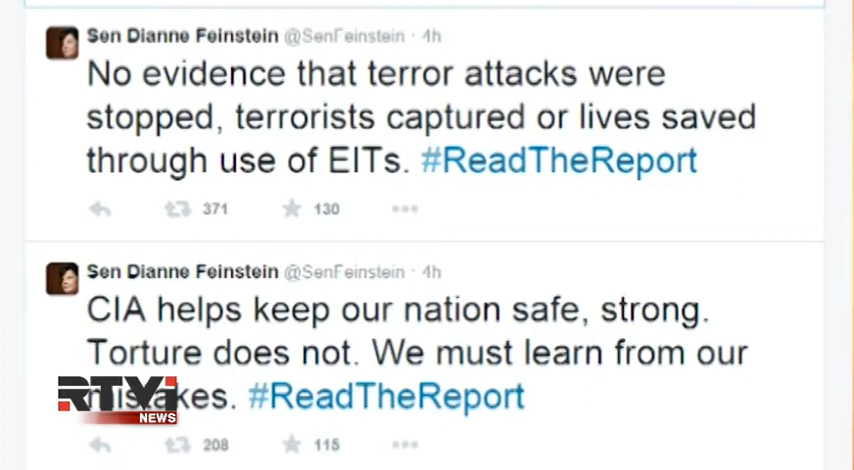 Sen Dianne Feinstein @SenFeinstein · 4h
No evidence that terror attacks were
stopped, terrorists captured or lives saved
through use of EITs. #ReadTheReport
371 130
Sen Dianne Feinstein @SenFeinstein · 4h
CIA helps keep our nation safe, strong.
Torture does not. We must learn from our
mistakes. #ReadTheReport
RTVi
NEWS
208 115